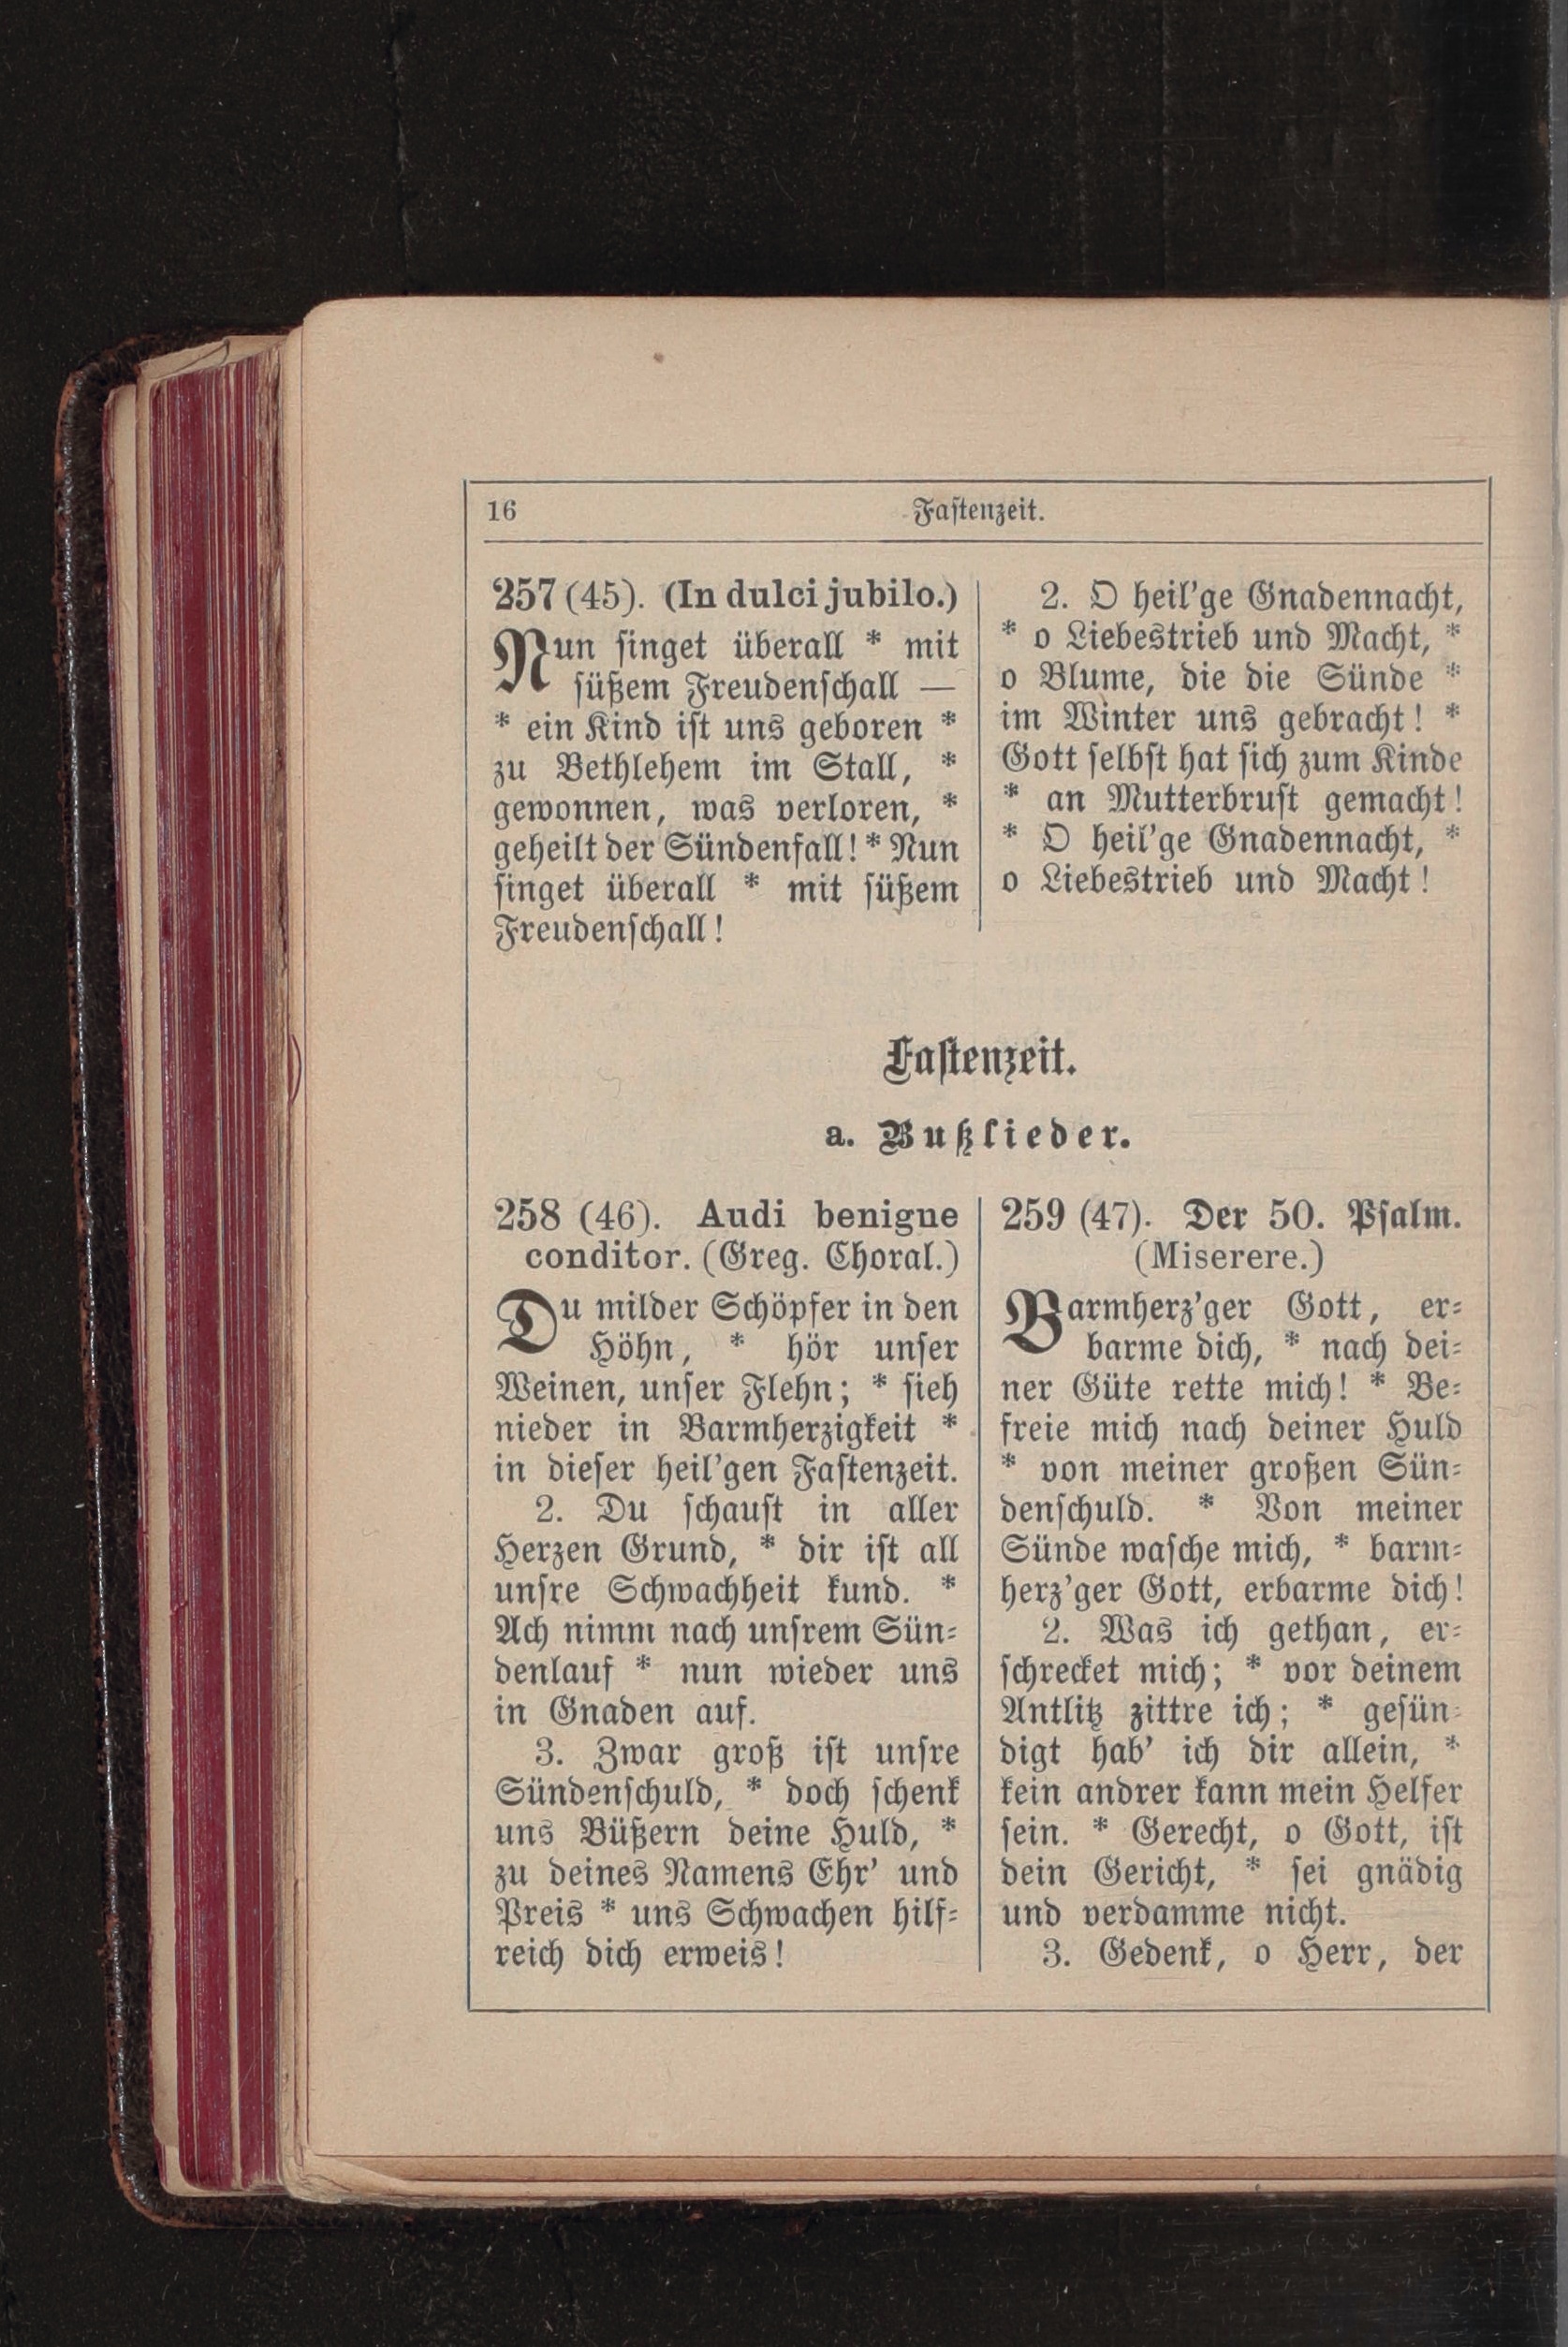 16
Fastenzeit.
257 (45). (In dulci jubilo.)
Nun singet überall * mit
süßem Freudenschall —
* ein Kind ist uns geboren *
zu Bethlehem im Stall, *
gewonnen, was verloren, *
geheilt der Sündenfall! * Nun
singet überall * mit süßem
Freudenschall!
2. O heil'ge Gnadennacht,
* o Liebestrieb und Macht, *
o Blume, die die Sünde *
im Winter uns gebracht! *
Gott selbst hat sich zum Kinde
* an Mutterbrust gemacht!
* O heil'ge Gnadennacht, *
o Liebestrieb und Macht!
Fastenzeit.
a. Bußlieder.
258 (46). Audi benigne
conditor. (Greg. Choral.)
Du milder Schöpfer in den
Höhn, * hör unser
Weinen, unser Flehn; * sieh
nieder in Barmherzigkeit *
in dieser heil'gen Fastenzeit.
2. Du schaust in aller
Herzen Grund, * dir ist all
unsre Schwachheit kund. *
Ach nimm nach unsrem Sün-
denlauf * nun wieder uns
in Gnaden auf.
3. Zwar groß ist unsre
Sündenschuld, * doch schenk
uns Büßern deine Huld, *
zu deines Namens Ehr' und
Preis * uns Schwachen hilf-
reich dich erweis!
259 (47). Der 50. Psalm.
(Miserere.)
Barmherz'ger Gott, er-
barme dich, * nach dei-
ner Güte rette mich! * Be-
freie mich nach deiner Huld
* von meiner großen Sün-
denschuld. * Von meiner
Sünde wasche mich, * barm-
herz'ger Gott, erbarme dich!
2. Was ich gethan, er-
schrecket mich; * vor deinem
Antlitz zittre ich; * gesün-
digt hab' ich dir allein, *
kein andrer kann mein Helfer
sein. * Gerecht, o Gott, ist
dein Gericht, * sei gnädig
und verdamme nicht.
3. Gedenk, o Herr, der